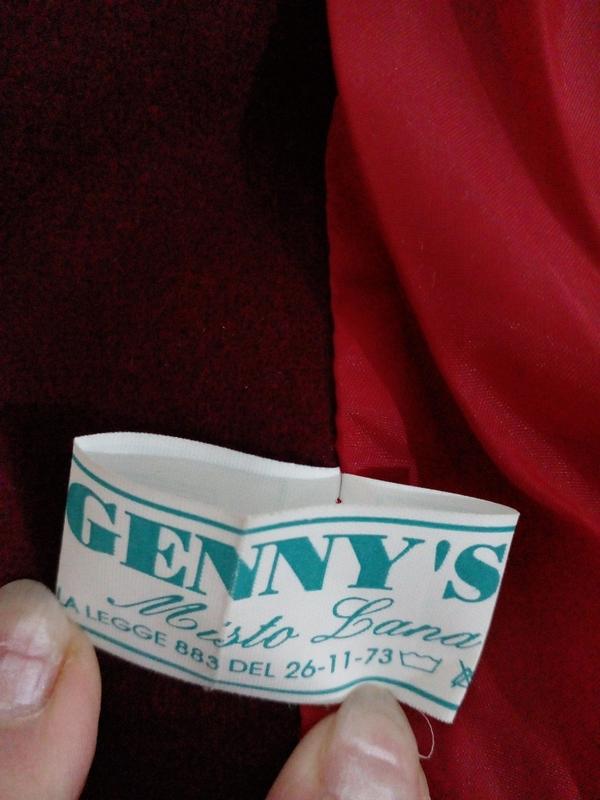 GENNY'S
Misto Lana
LA LEGGE 883 DEL 26-11-73